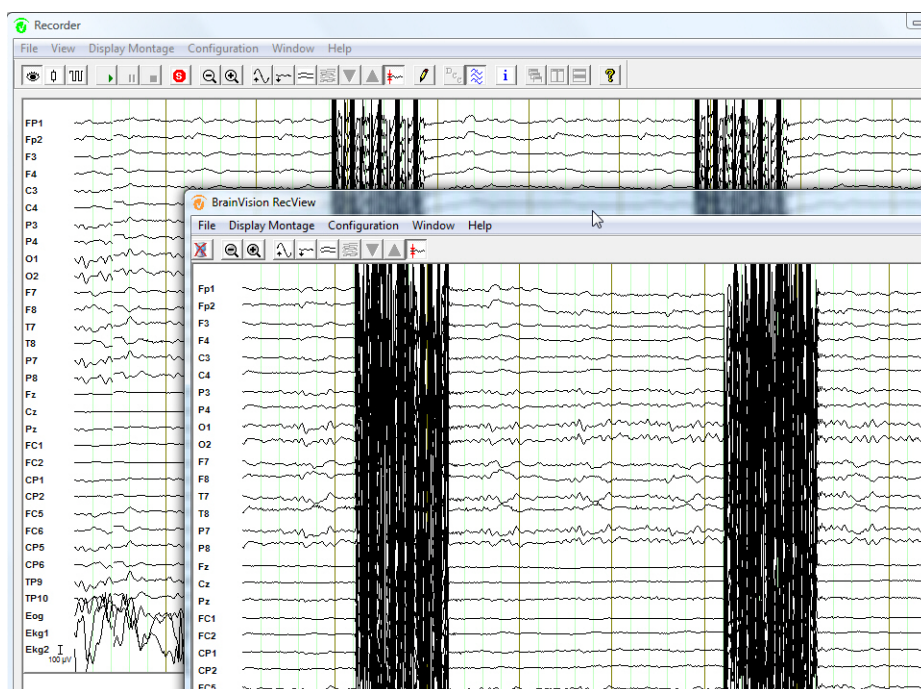 Recorder
File View Display Montage Configuration Window Help
FP1
Fp2
F3
F4
C3
C4
P3
P4
O1
O2
F7
F8
T7
T8
P7
P8
Fz
Cz
Pz
FC1
FC2
CP1
CP2
FC5
FC6
CP5
CP6
TP9
TP10
Eog
Ekg1
Ekg2
100 µV
BrainVision RecView
File Display Montage Configuration Window Help
Fp1
Fp2
F3
F4
C3
C4
P3
P4
O1
O2
F7
F8
T7
T8
P7
P8
Fz
Cz
Pz
FC1
FC2
CP1
CP2
FC5